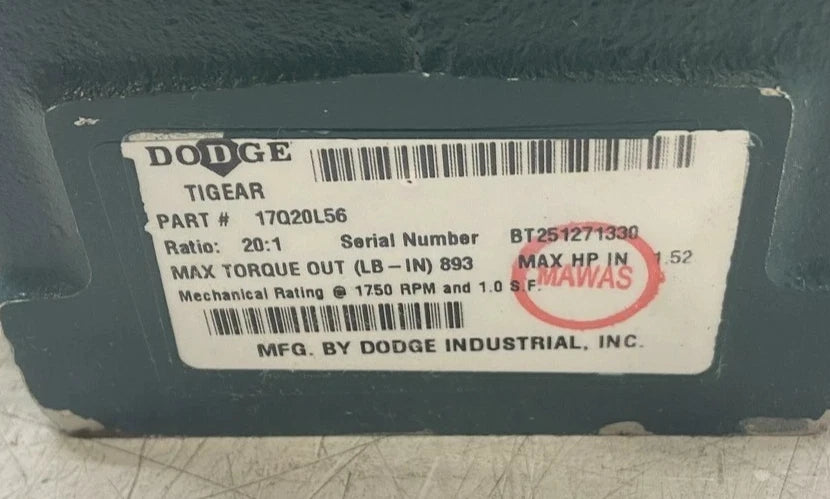 DODGE
TIGEAR
PART # 17Q20L56
Ratio: 20:1 Serial Number BT251271330
MAX TORQUE OUT (LB-IN) 893 MAX HP IN 1.52
Mechanical Rating @ 1750 RPM and 1.0 S.F.
MAWAS
MFG. BY DODGE INDUSTRIAL, INC.